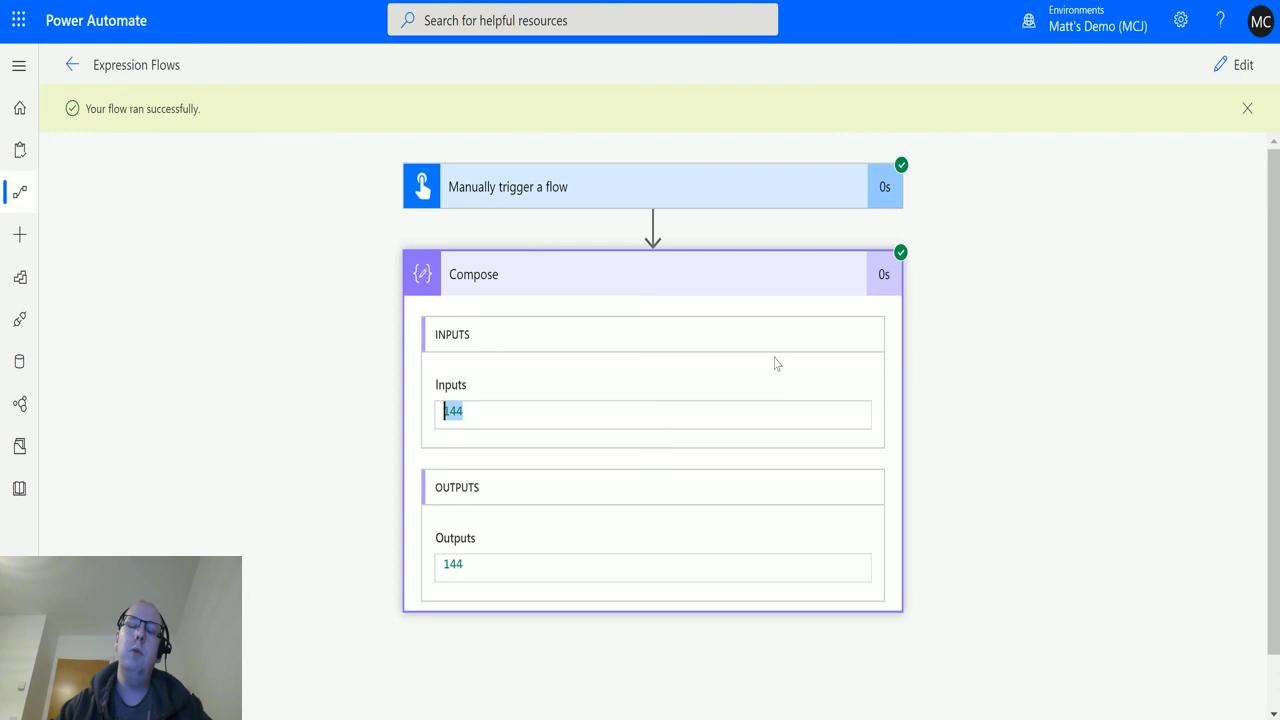 Power Automate
Search for helpful resources
Environments
Matt's Demo (MCJ)
MC
Expression Flows
Edit
Your flow ran successfully.
Manually trigger a flow
0s
Compose
0s
INPUTS
Inputs
144
OUTPUTS
Outputs
144